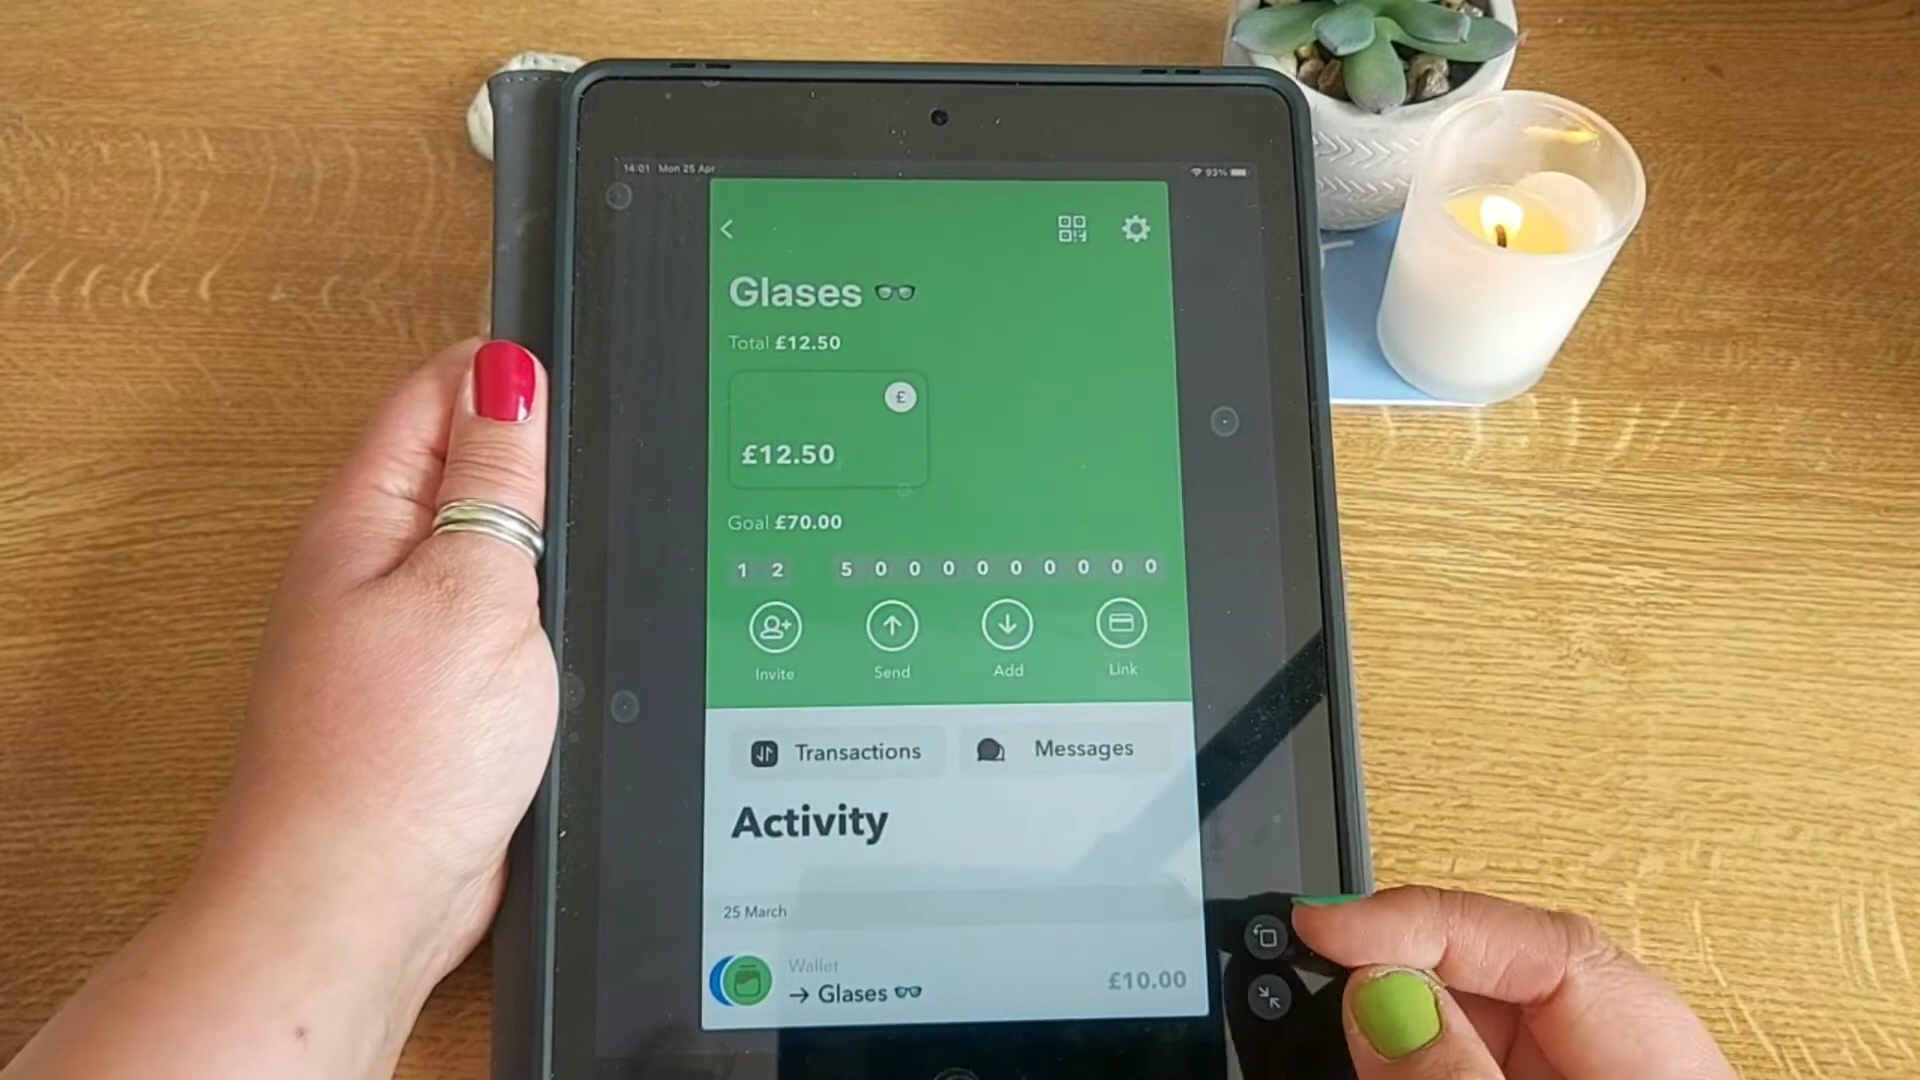 14:01 Mon 25 Apr
93%
Glases
Total £12.50
£
£12.50
Goal £70.00
1 2 5 0 0 0 0 0 0 0 0 0
Invite Send Add Link
Transactions Messages
Activity
25 March
Wallet
→ Glases
£10.00